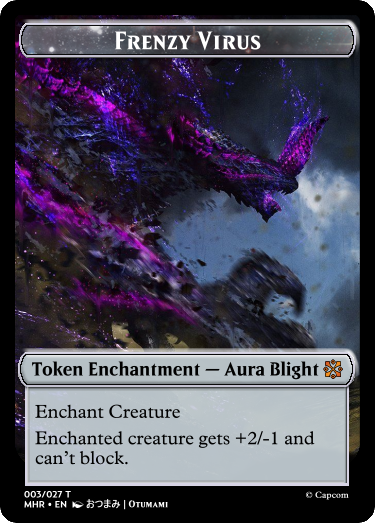 Frenzy Virus
Token Enchantment — Aura Blight
Enchant Creature
Enchanted creature gets +2/-1 and
can't block.
003/027 T
© Capcom
MHR • EN おつまみ | Otumami